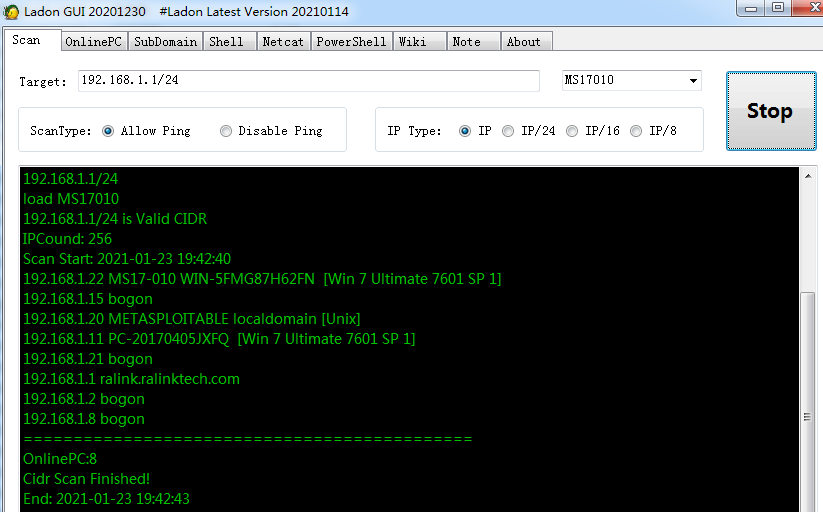 Ladon GUI 20201230 #Ladon Latest Version 20210114
Scan OnlinePC SubDomain Shell Netcat PowerShell Wiki Note About
Target: 192.168.1.1/24 MS17010 Stop
ScanType: Allow Ping Disable Ping IP Type: IP IP/24 IP/16 IP/8
192.168.1.1/24
load MS17010
192.168.1.1/24 is Valid CIDR
IPCound: 256
Scan Start: 2021-01-23 19:42:40
192.168.1.22 MS17-010 WIN-5FMG87H62FN [Win 7 Ultimate 7601 SP 1]
192.168.1.15 bogon
192.168.1.20 METASPLOITABLE localdomain [Unix]
192.168.1.11 PC-20170405JXFQ [Win 7 Ultimate 7601 SP 1]
192.168.1.21 bogon
192.168.1.1 ralink.ralinktech.com
192.168.1.2 bogon
192.168.1.8 bogon
=============================================
OnlinePC:8
Cidr Scan Finished!
End: 2021-01-23 19:42:43